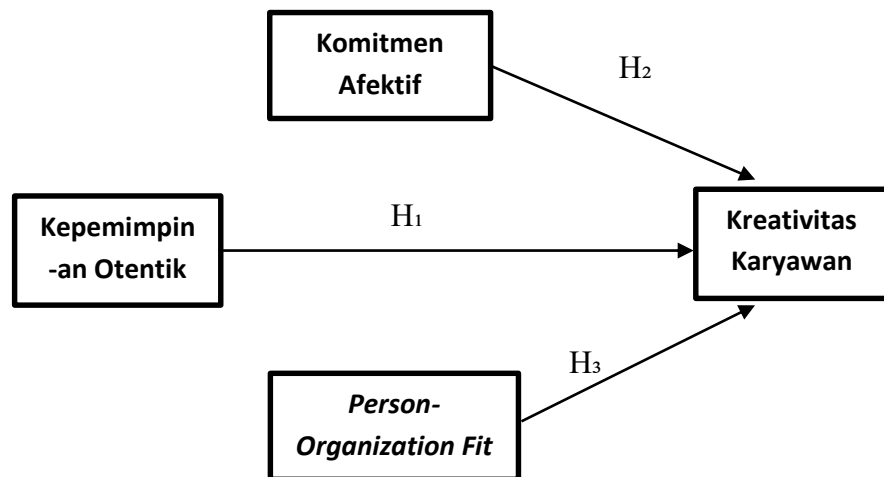 Komitmen
Afektif
H₂
Kepemimpin
-an Otentik
H₁
Kreativitas
Karyawan
H₃
Person-
Organization Fit